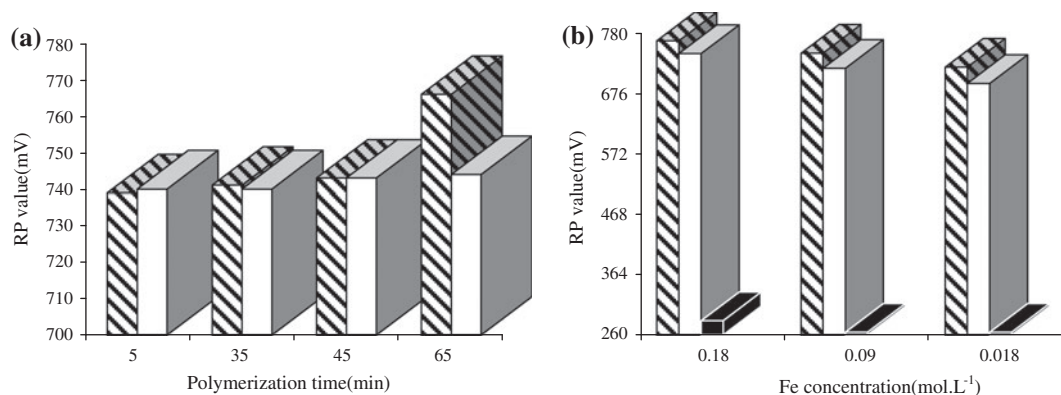 (a)
780
770
760
750
740
730
720
710
700
RP value(mV)
5 35 45 65
Polymerization time(min)
(b)
780
676
572
468
364
260
RP value(mV)
0.18 0.09 0.018
Fe concentration(mol.L⁻¹)